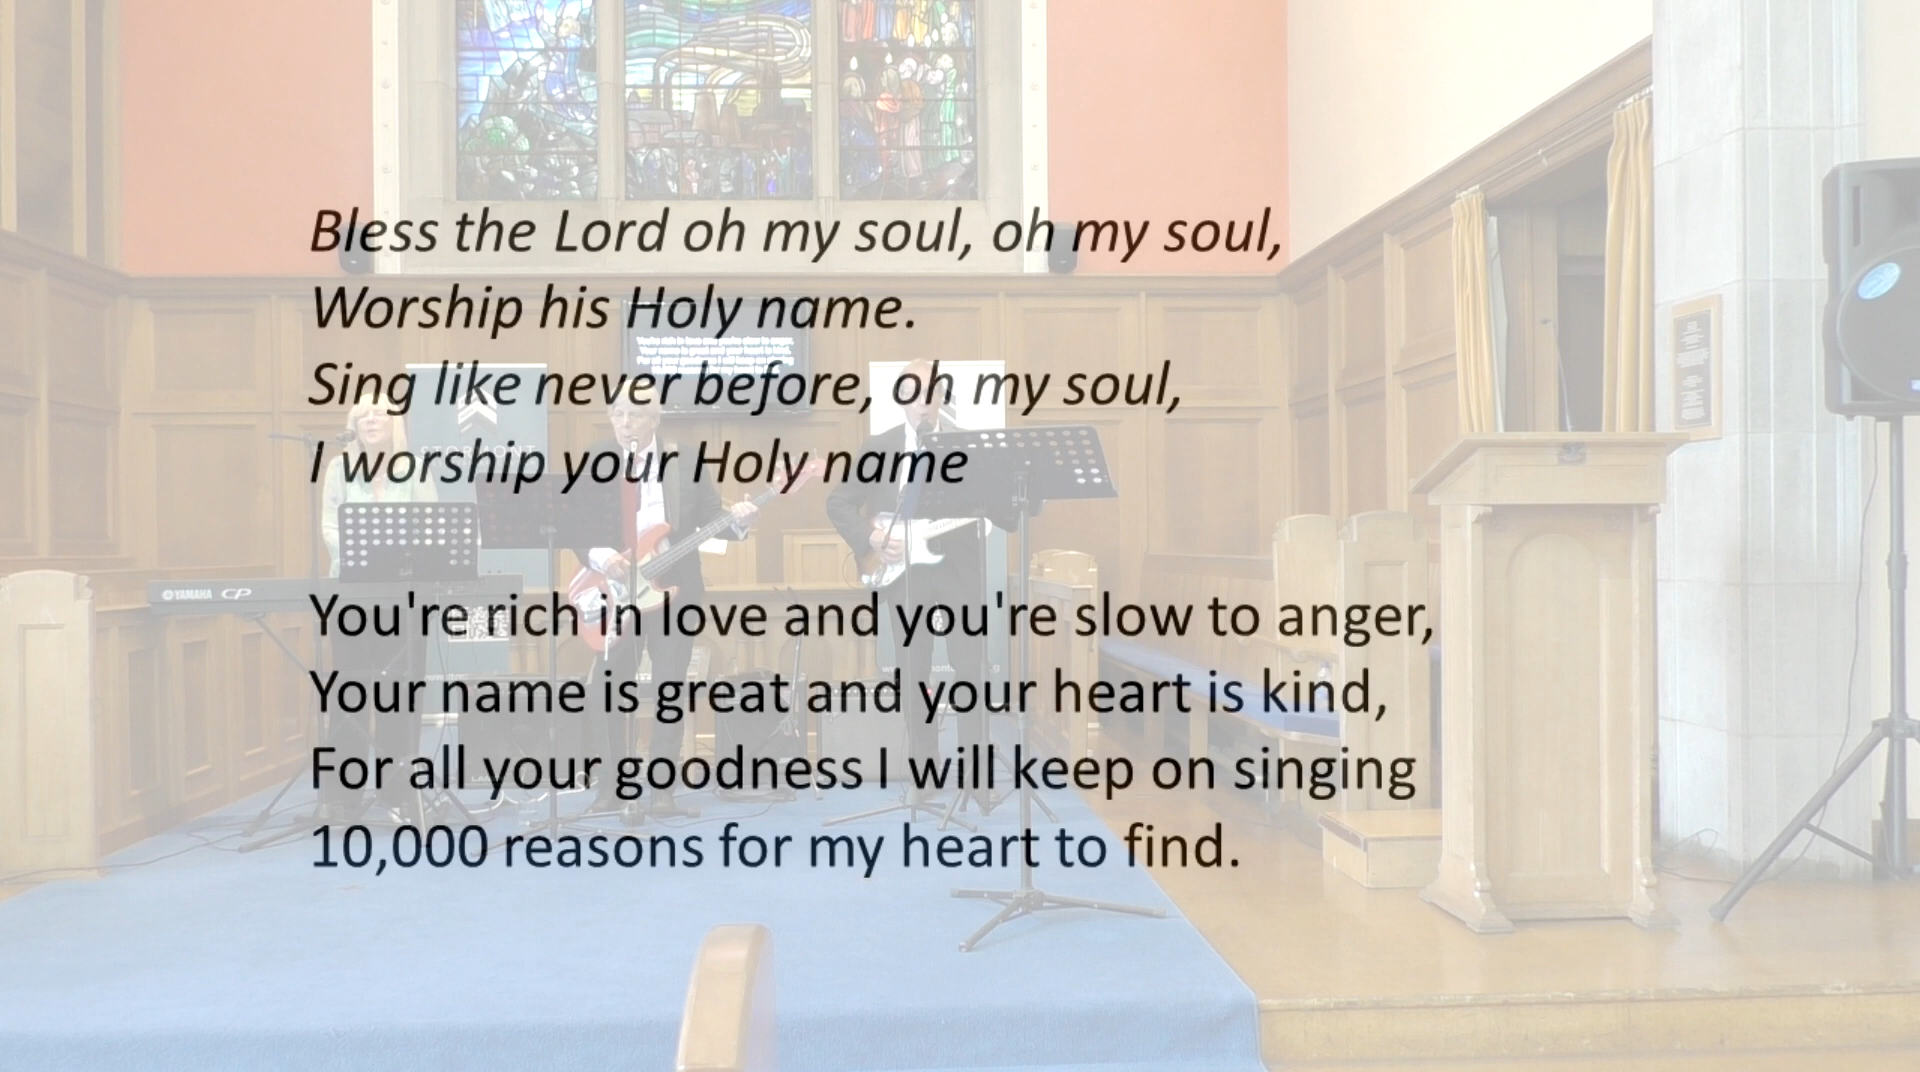 Bless the Lord oh my soul, oh my soul,
Worship his Holy name.
Sing like never before, oh my soul,
I worship your Holy name
You're rich in love and you're slow to anger,
Your name is great and your heart is kind,
For all your goodness I will keep on singing
10,000 reasons for my heart to find.
STORMONT
YAMAHA CP